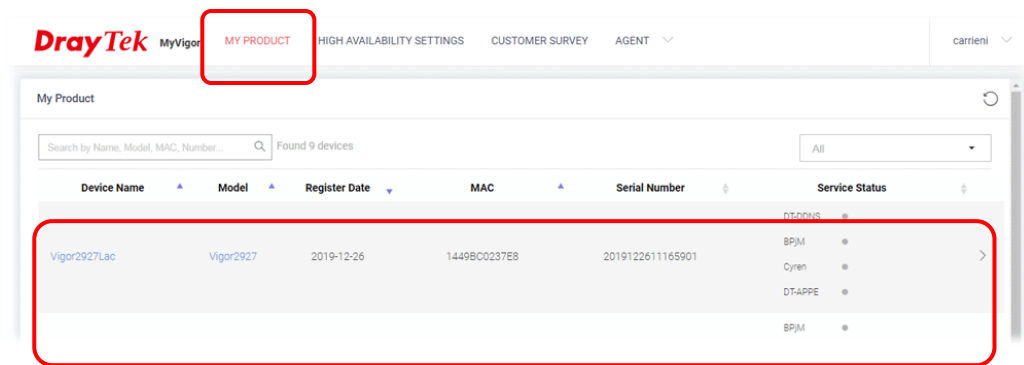 DrayTek MyVigor MY PRODUCT HIGH AVAILABILITY SETTINGS CUSTOMER SURVEY AGENT carrieni
My Product
Search by Name, Model, MAC, Number... Found 9 devices All
Device Name Model Register Date MAC Serial Number Service Status
DT-DDNS
BPjM
Vigor2927Lac Vigor2927 2019-12-26 1449BC0237E8 2019122611165901
Cyren
DT-APPE
BPjM